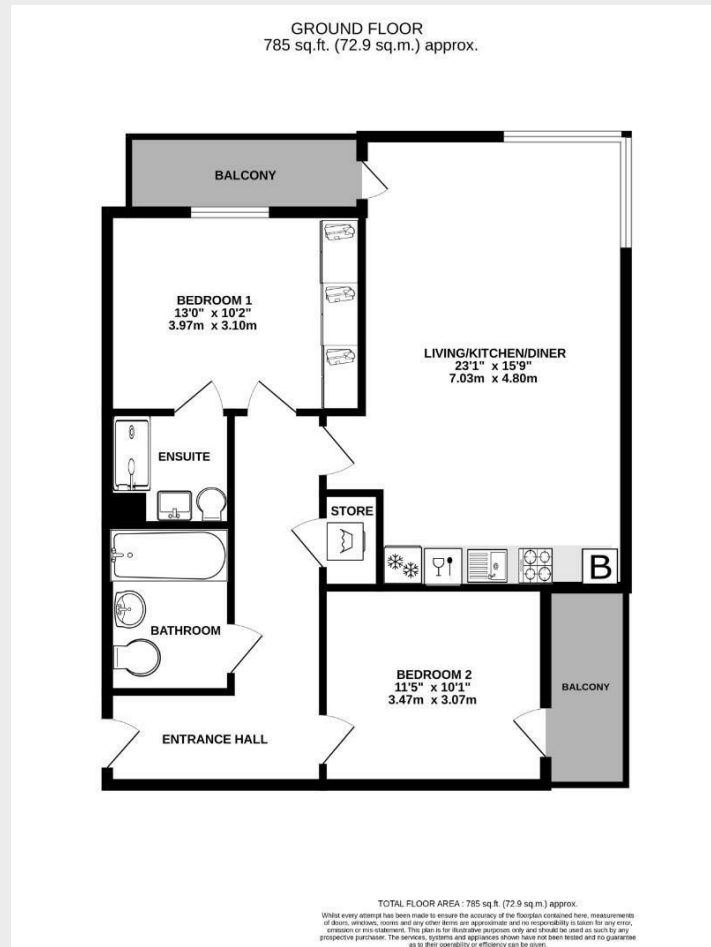 GROUND FLOOR
785 sq.ft. (72.9 sq.m.) approx.
BALCONY
BEDROOM 1
13'0" x 10'2"
3.97m x 3.10m
LIVING/KITCHEN/DINER
23'1" x 15'9"
7.03m x 4.80m
ENSUITE
STORE
B
BATHROOM
BEDROOM 2
11'5" x 10'1"
3.47m x 3.07m
BALCONY
ENTRANCE HALL
TOTAL FLOOR AREA : 785 sq.ft. (72.9 sq.m.) approx.
Whilst every attempt has been made to ensure the accuracy of the floorplan contained here, measurements
of doors, windows, rooms and any other items are approximate and no responsibility is taken for any error,
omission or mis-statement. This plan is for illustrative purposes only and should be used as such by any
prospective purchaser. The services, systems and appliances shown have not been tested and no guarantee
as to their operability or efficiency can be given.